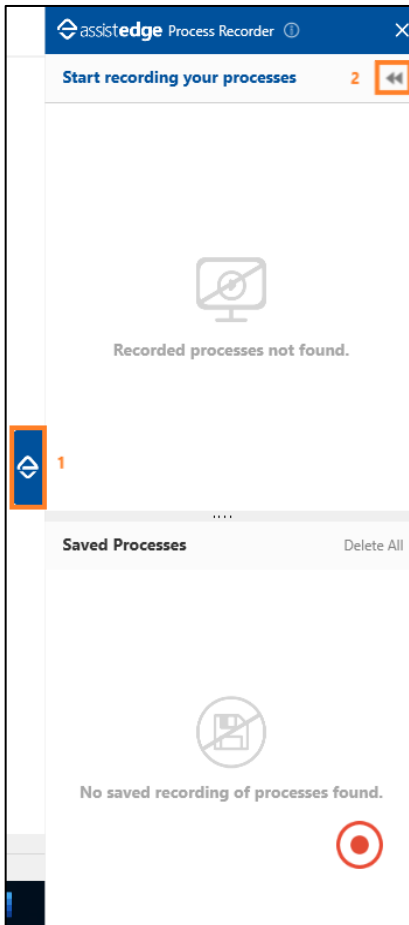 assistedge Process Recorder
Start recording your processes 2
Recorded processes not found.
1
Saved Processes Delete All
No saved recording of processes found.